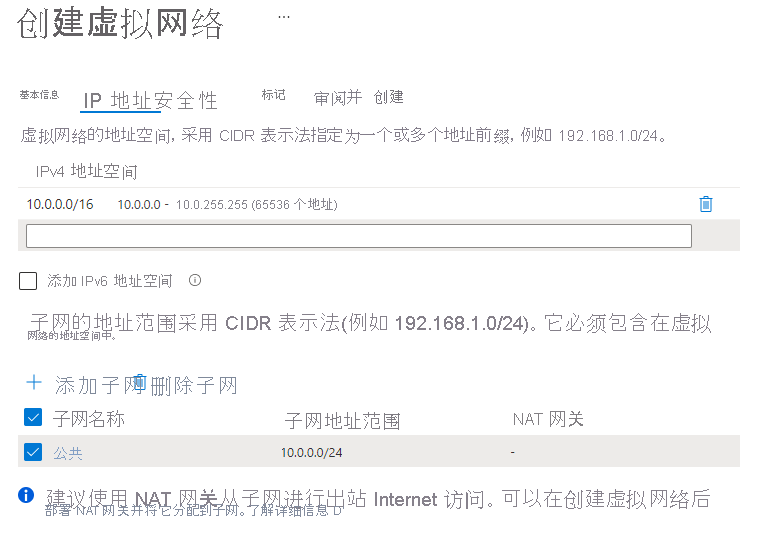 创建虚拟网络 ...
基本信息 IP 地址安全性 标记 审阅并 创建
虚拟网络的地址空间, 采用 CIDR 表示法指定为一个或多个地址前缀, 例如 192.168.1.0/24。
IPv4 地址空间
10.0.0.0/16 10.0.0.0 - 10.0.255.255 (65536 个地址)
添加 IPv6 地址空间
子网的地址范围采用 CIDR 表示法(例如 192.168.1.0/24)。它必须包含在虚拟
网络的地址空间中。
添加子网 删除子网
子网名称 子网地址范围 NAT 网关
公共 10.0.0.0/24 -
建议使用 NAT 网关从子网进行出站 Internet 访问。可以在创建虚拟网络后
部署 NAT 网关并将它分配到子网。了解详细信息 D